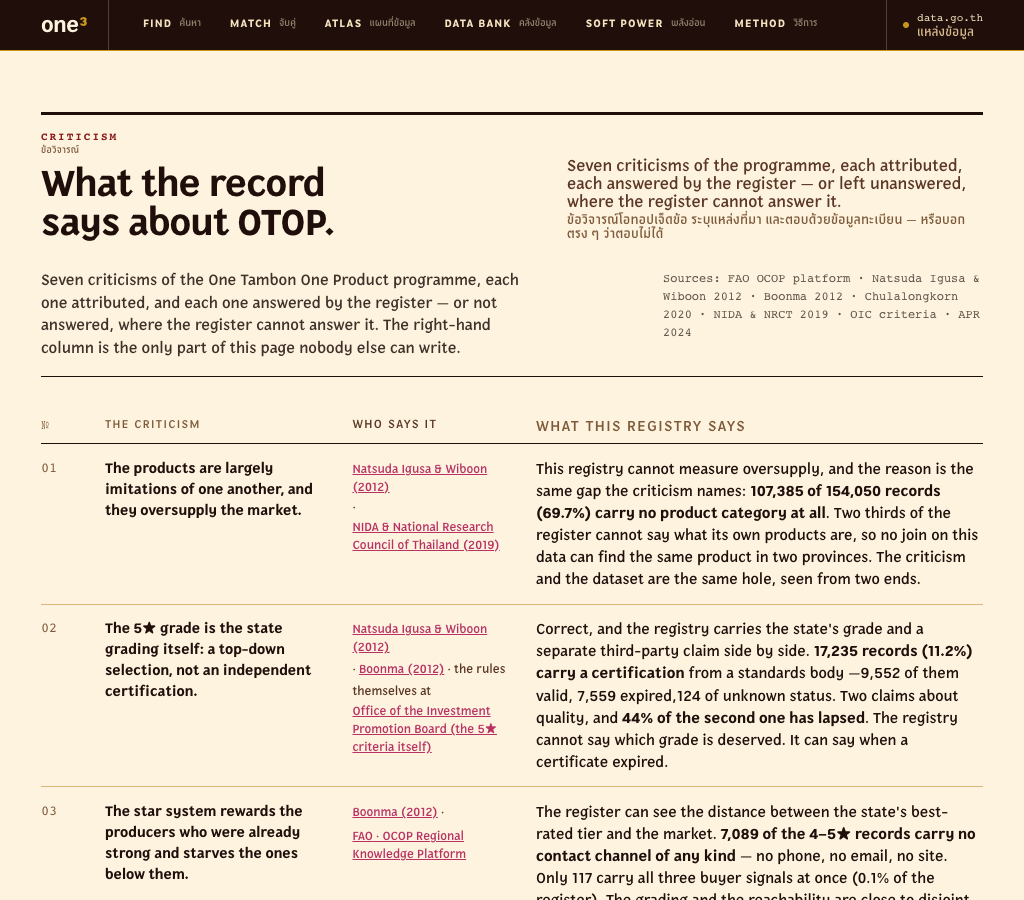 one³
FIND ค้นหา MATCH จับคู่ ATLAS แผนที่ข้อมูล DATA BANK คลังข้อมูล SOFT POWER พลังอ่อน METHOD วิธีการ
data.go.th
แหล่งข้อมูล
CRITICISM
ข้อวิจารณ์
What the record
says about OTOP.
Seven criticisms of the programme, each attributed,
each answered by the register — or left unanswered,
where the register cannot answer it.
ข้อวิจารณ์โอทอปเจ็ดข้อ ระบุแหล่งที่มา และตอบด้วยข้อมูลทะเบียน — หรือบอก
ตรง ๆ ว่าตอบไม่ได้
Seven criticisms of the One Tambon One Product programme, each
one attributed, and each one answered by the register — or not
answered, where the register cannot answer it. The right-hand
column is the only part of this page nobody else can write.
Sources: FAO OCOP platform · Natsuda Igusa &
Wiboon 2012 · Boonma 2012 · Chulalongkorn
2020 · NIDA & NRCT 2019 · OIC criteria · APR
2024
THE CRITICISM
WHO SAYS IT
WHAT THIS REGISTRY SAYS
01
The products are largely
imitations of one another, and
they oversupply the market.
Natsuda Igusa & Wiboon
(2012)
·
NIDA & National Research
Council of Thailand (2019)
This registry cannot measure oversupply, and the reason is the
same gap the criticism names: 107,385 of 154,050 records
(69.7%) carry no product category at all. Two thirds of the
register cannot say what its own products are, so no join on this
data can find the same product in two provinces. The criticism
and the dataset are the same hole, seen from two ends.
02
The 5★ grade is the state
grading itself: a top-down
selection, not an independent
certification.
Natsuda Igusa & Wiboon
(2012)
· Boonma (2012) · the rules
themselves at
Office of the Investment
Promotion Board (the 5★
criteria itself)
Correct, and the registry carries the state's grade and a
separate third-party claim side by side. 17,235 records (11.2%)
carry a certification from a standards body —9,552 of them
valid, 7,559 expired,124 of unknown status. Two claims about
quality, and 44% of the second one has lapsed. The registry
cannot say which grade is deserved. It can say when a
certificate expired.
03
The star system rewards the
producers who were already
strong and starves the ones
below them.
Boonma (2012) ·
FAO · OCOP Regional
Knowledge Platform
The register can see the distance between the state's best-
rated tier and the market. 7,089 of the 4–5★ records carry no
contact channel of any kind — no phone, no email, no site.
Only 117 carry all three buyer signals at once (0.1% of the
register). The grading and the reachability are close to disjoint